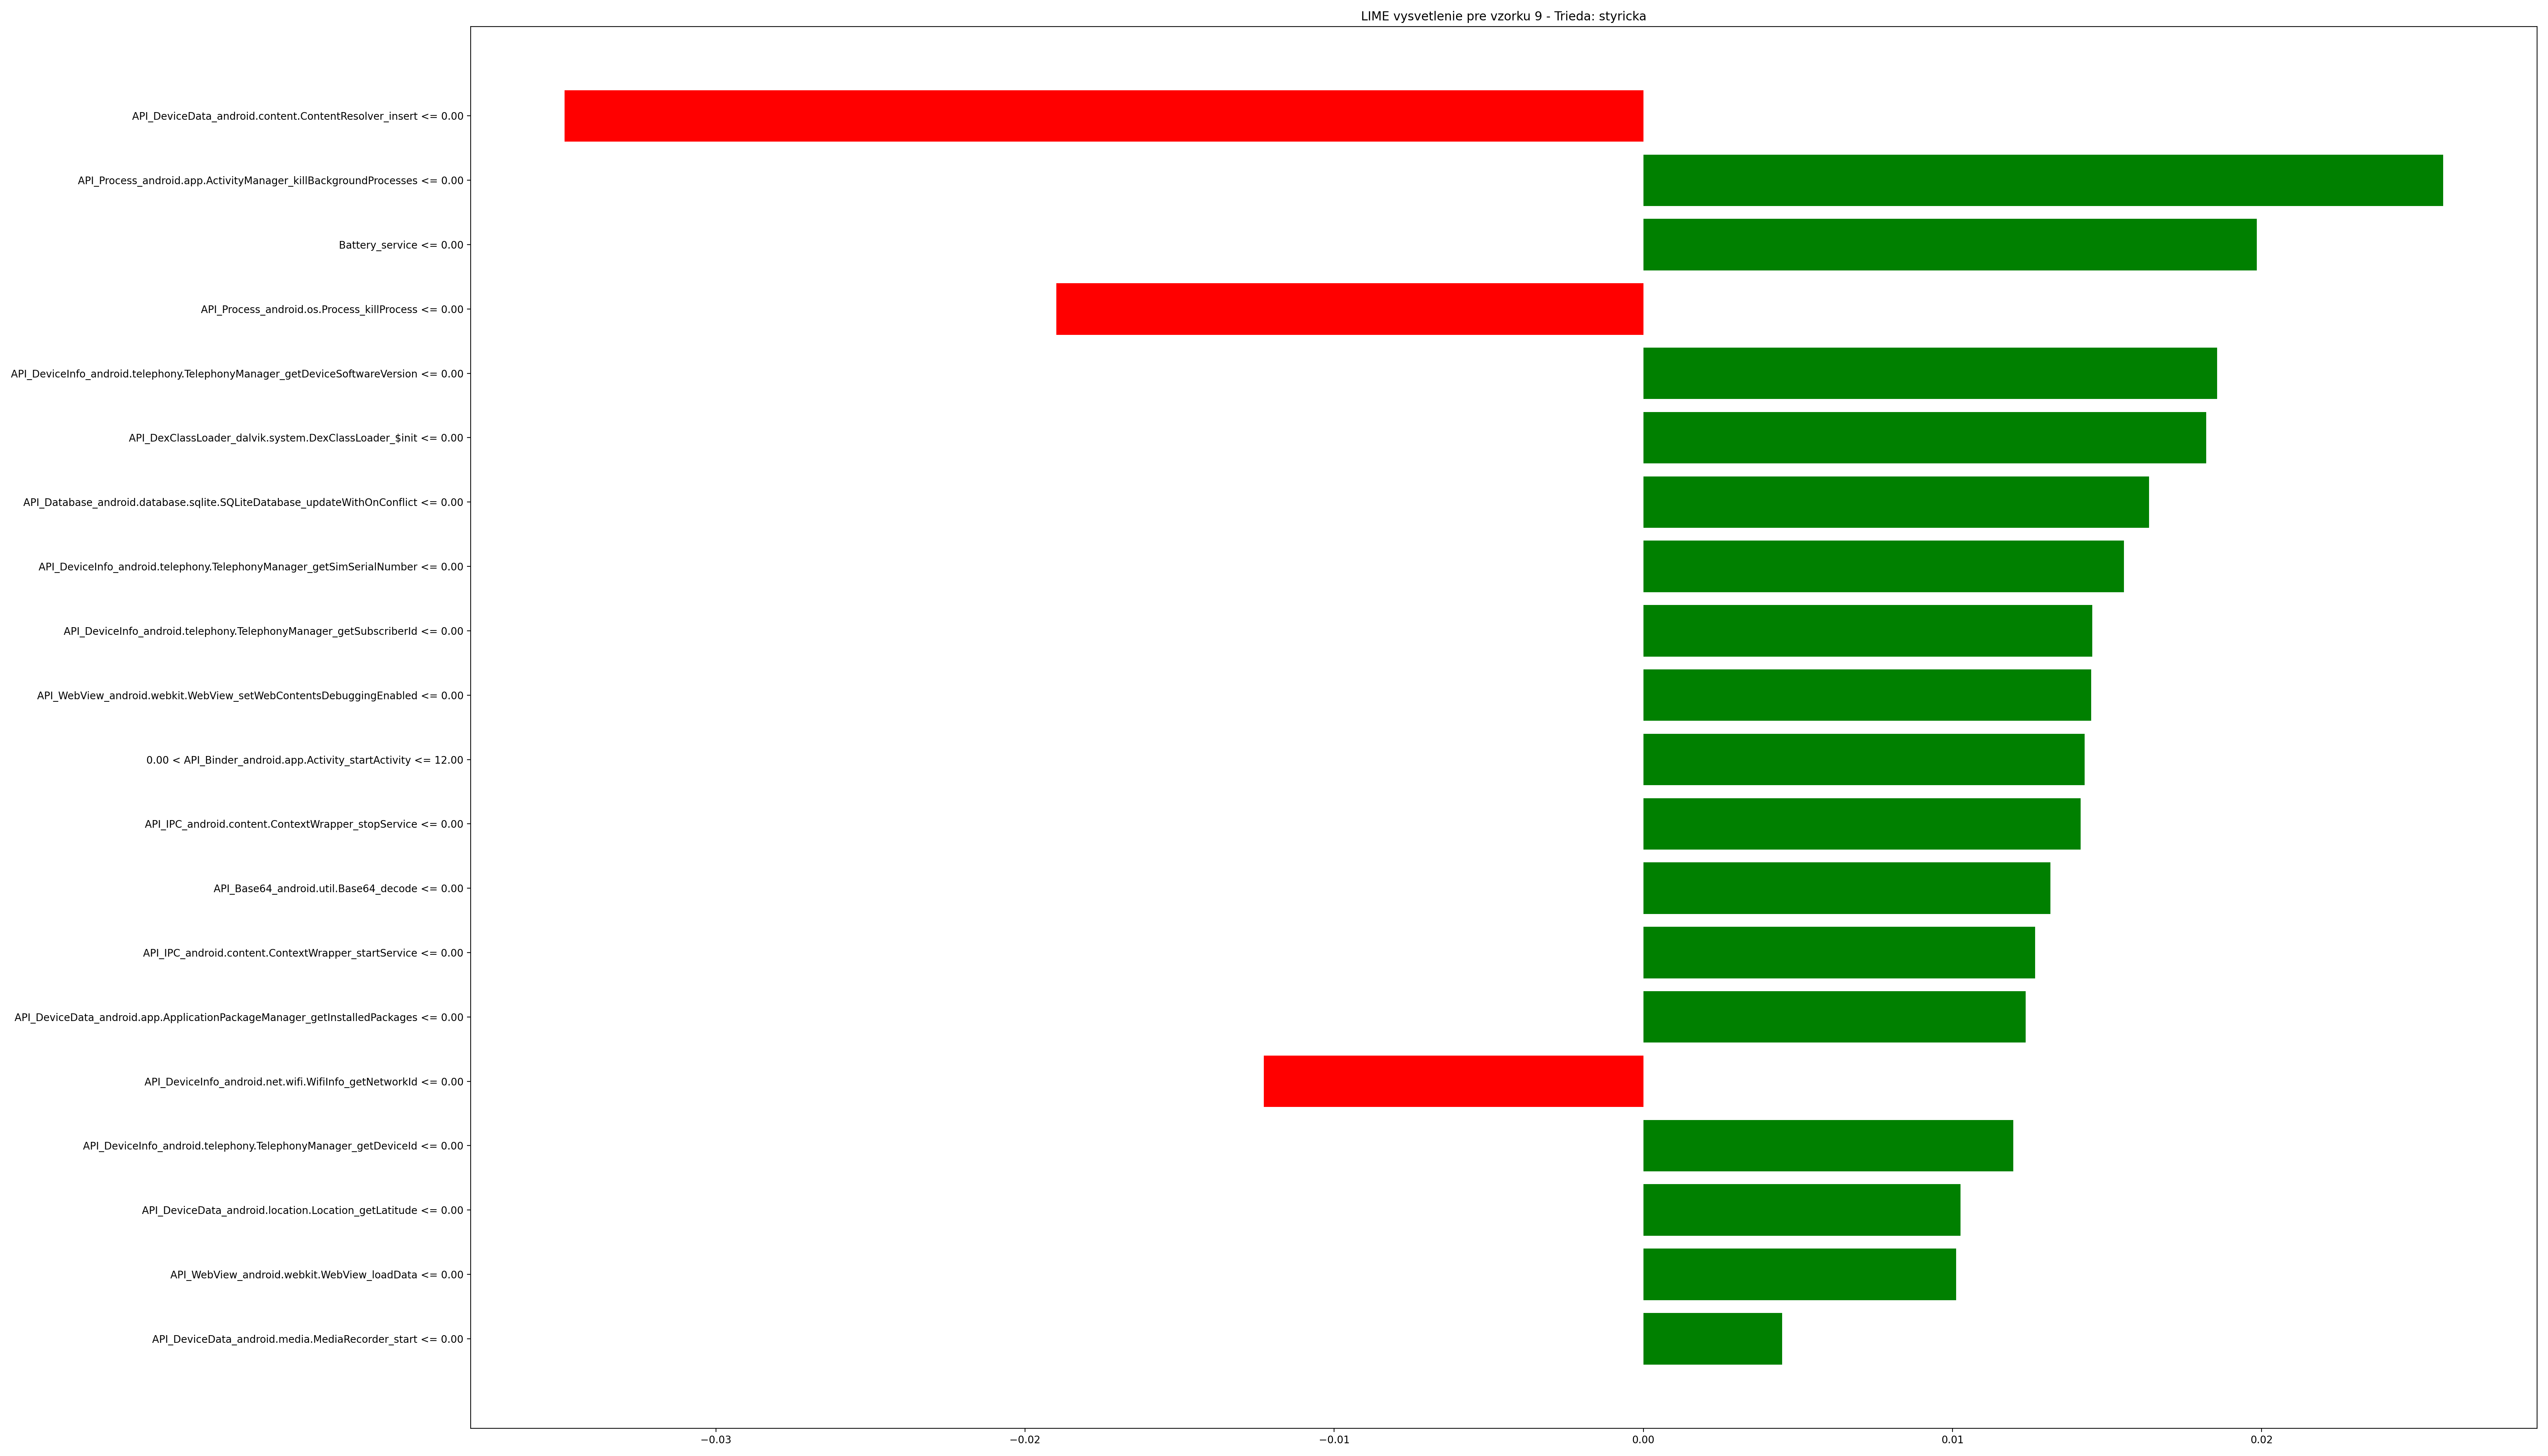 LIME vysvetlenie pre vzorku 9 - Trieda: styricka
API_DeviceData_android.content.ContentResolver_insert <= 0.00
API_Process_android.app.ActivityManager_killBackgroundProcesses <= 0.00
Battery_service <= 0.00
API_Process_android.os.Process_killProcess <= 0.00
API_DeviceInfo_android.telephony.TelephonyManager_getDeviceSoftwareVersion <= 0.00
API_DexClassLoader_dalvik.system.DexClassLoader_$init <= 0.00
API_Database_android.database.sqlite.SQLiteDatabase_updateWithOnConflict <= 0.00
API_DeviceInfo_android.telephony.TelephonyManager_getSimSerialNumber <= 0.00
API_DeviceInfo_android.telephony.TelephonyManager_getSubscriberId <= 0.00
API_WebView_android.webkit.WebView_setWebContentsDebuggingEnabled <= 0.00
0.00 < API_Binder_android.app.Activity_startActivity <= 12.00
API_IPC_android.content.ContextWrapper_stopService <= 0.00
API_Base64_android.util.Base64_decode <= 0.00
API_IPC_android.content.ContextWrapper_startService <= 0.00
API_DeviceData_android.app.ApplicationPackageManager_getInstalledPackages <= 0.00
API_DeviceInfo_android.net.wifi.WifiInfo_getNetworkId <= 0.00
API_DeviceInfo_android.telephony.TelephonyManager_getDeviceId <= 0.00
API_DeviceData_android.location.Location_getLatitude <= 0.00
API_WebView_android.webkit.WebView_loadData <= 0.00
API_DeviceData_android.media.MediaRecorder_start <= 0.00
−0.03 −0.02 −0.01 0.00 0.01 0.02